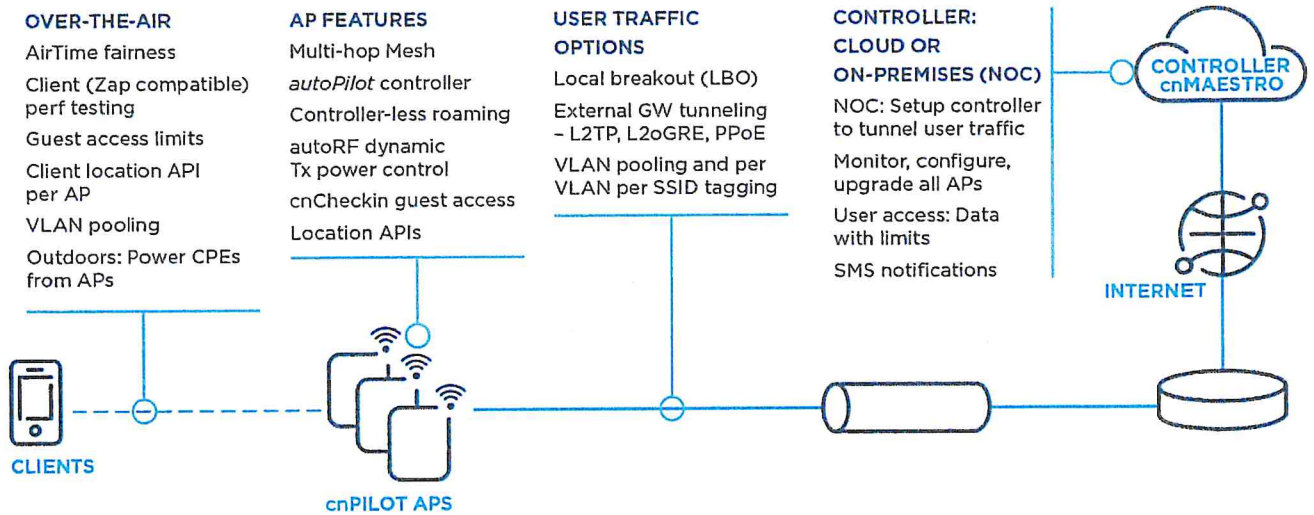 OVER-THE-AIR
AirTime fairness
Client (Zap compatible)
perf testing
Guest access limits
Client location API
per AP
VLAN pooling
Outdoors: Power CPEs
from APs
AP FEATURES
Multi-hop Mesh
autoPilot controller
Controller-less roaming
autoRF dynamic
Tx power control
cnCheckin guest access
Location APIs
USER TRAFFIC
OPTIONS
Local breakout (LBO)
External GW tunneling
– L2TP, L2oGRE, PPoE
VLAN pooling and per
VLAN per SSID tagging
CONTROLLER:
CLOUD OR
ON-PREMISES (NOC)
NOC: Setup controller
to tunnel user traffic
Monitor, configure,
upgrade all APs
User access: Data
with limits
SMS notifications
CONTROLLER
cnMAESTRO
INTERNET
CLIENTS
cnPILOT APS